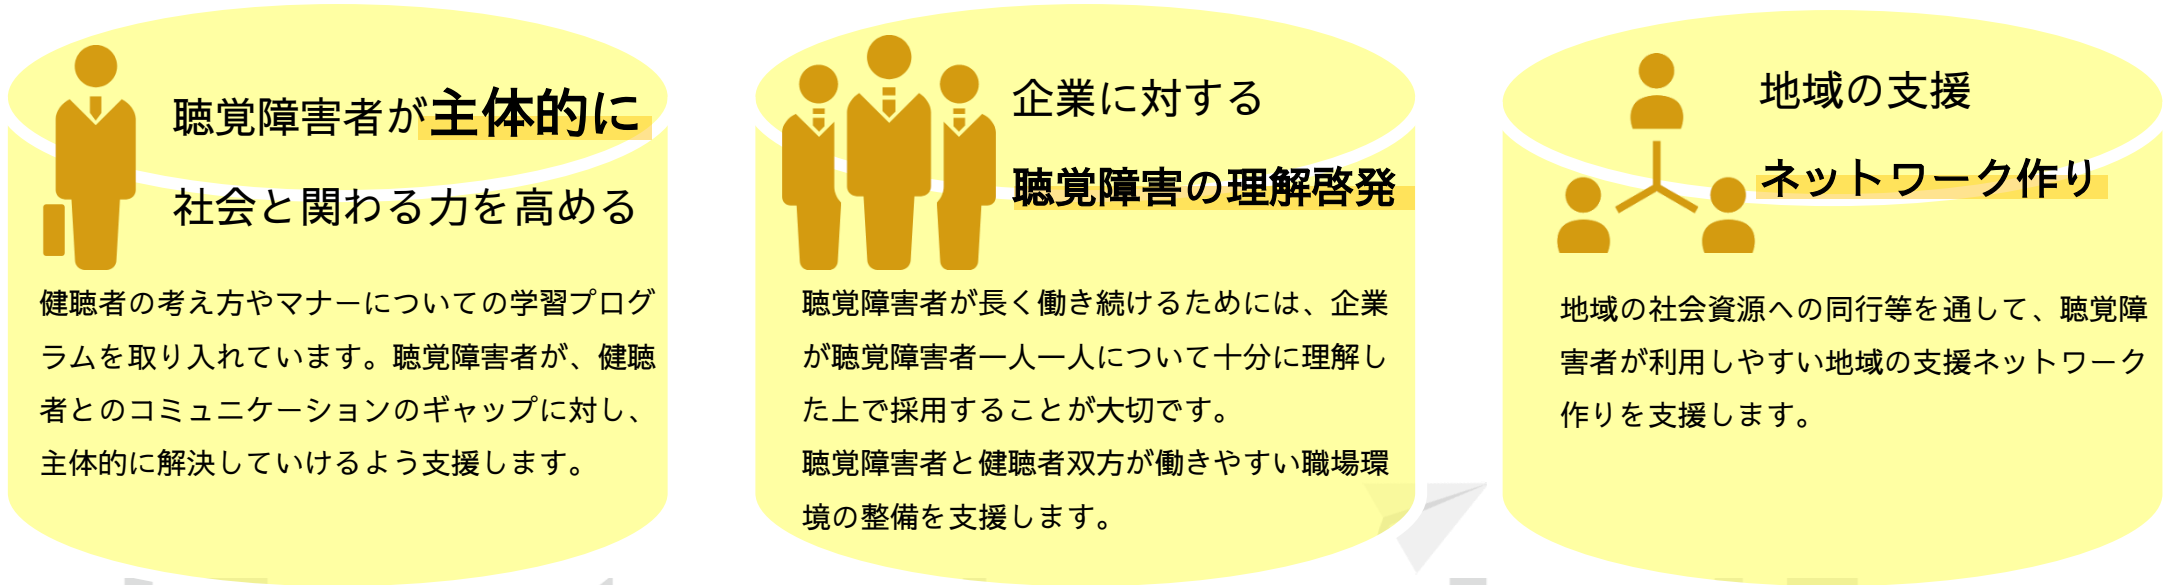 聴覚障害者が主体的に
社会と関わる力を高める
健聴者の考え方やマナーについての学習プログ
ラムを取り入れています。聴覚障害者が、健聴
者とのコミュニケーションのギャップに対し、
主体的に解決していけるよう支援します。
企業に対する
聴覚障害の理解啓発
聴覚障害者が長く働き続けるためには、企業
が聴覚障害者一人一人について十分に理解し
た上で採用することが大切です。
聴覚障害者と健聴者双方が働きやすい職場環
境の整備を支援します。
地域の支援
ネットワーク作り
地域の社会資源への同行等を通して、聴覚障
害者が利用しやすい地域の支援ネットワーク
作りを支援します。